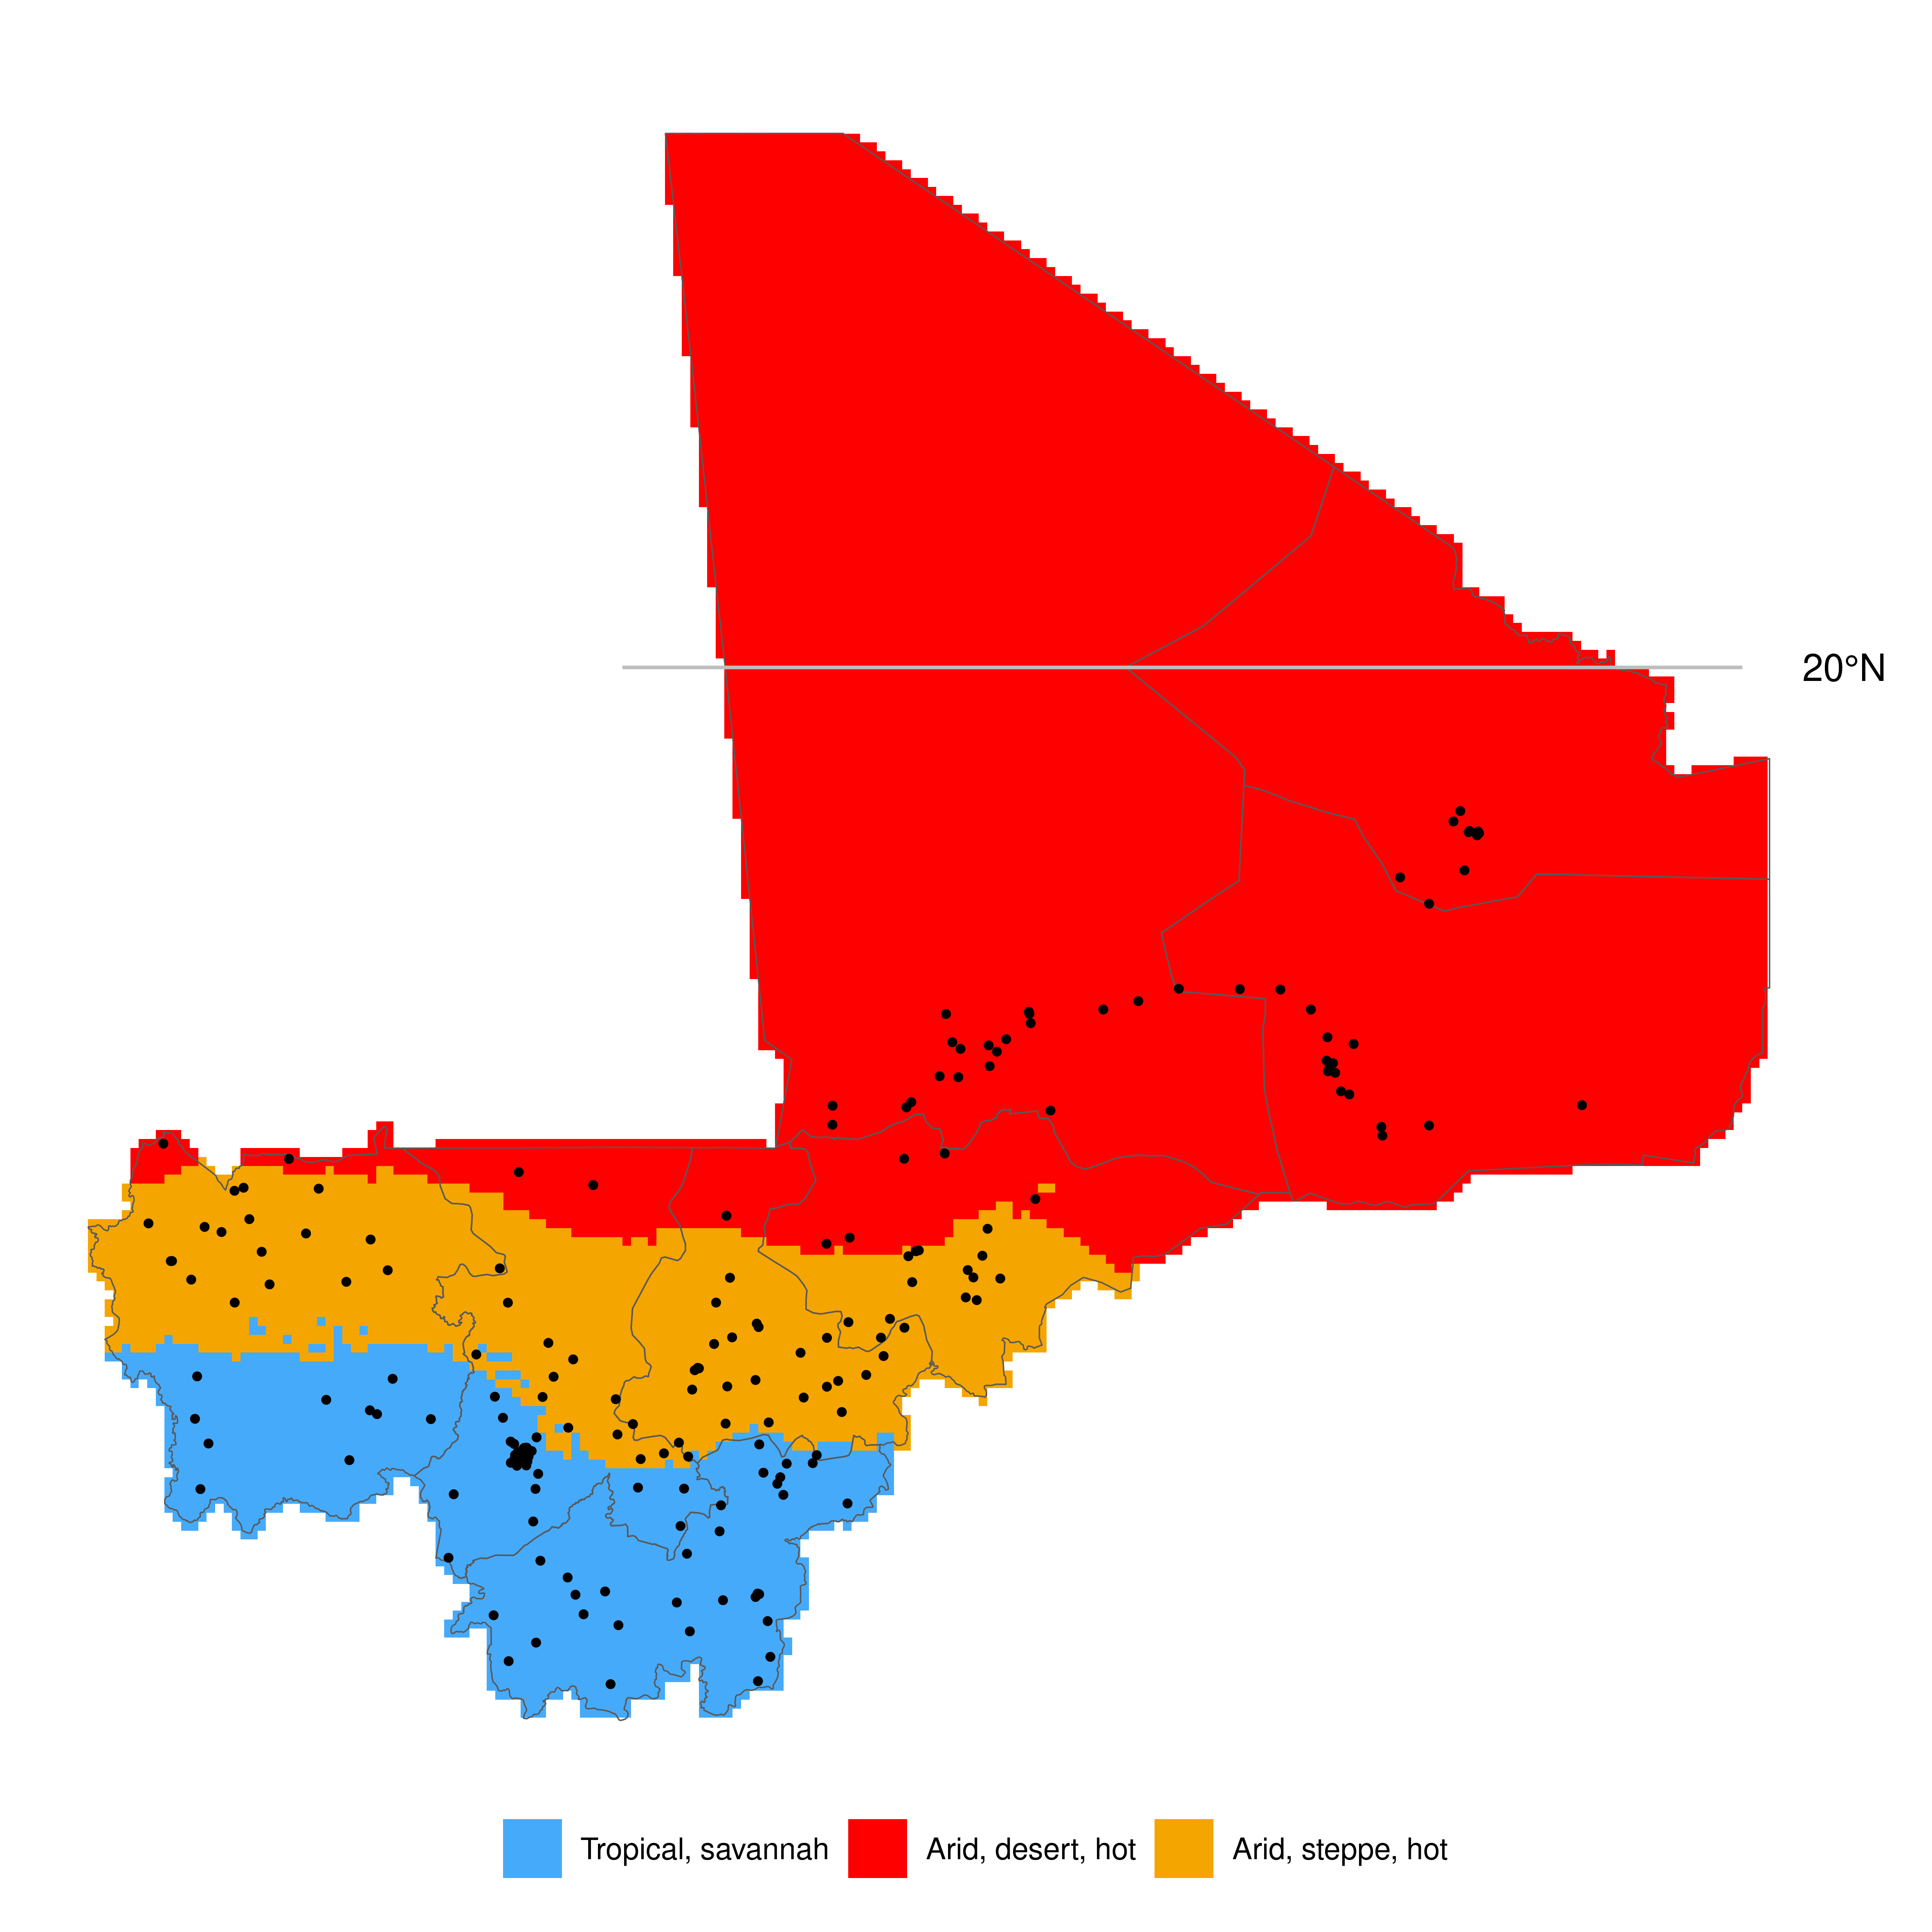 20°N
Tropical, savannah
Arid, desert, hot
Arid, steppe, hot